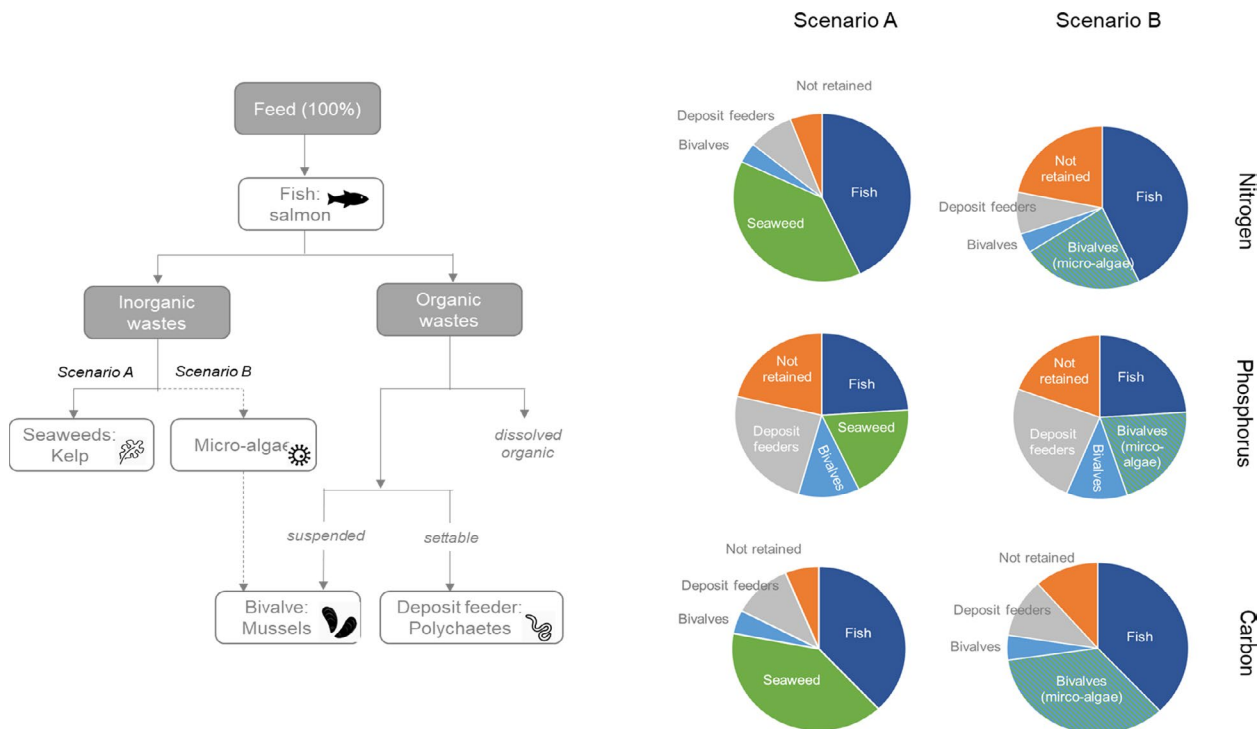 Scenario A
Scenario B
Feed (100%)
Fish:
salmon
Inorganic
wastes
Organic
wastes
Scenario A
Scenario B
Seaweeds:
Kelp
Micro-algae
dissolved
organic
suspended
settable
Bivalve:
Mussels
Deposit feeder:
Polychaetes
Not retained
Deposit feeders
Bivalves
Fish
Seaweed
Not
retained
Deposit feeders
Bivalves
Fish
Bivalves
(micro-algae)
Nitrogen
Not
retained
Fish
Deposit
feeders
Seaweed
Bivalves
Not
retained
Fish
Deposit
feeders
Bivalves
(mirco-
algae)
Bivalves
Phosphorus
Not retained
Deposit feeders
Bivalves
Fish
Seaweed
Not retained
Deposit feeders
Bivalves
Fish
Bivalves
(mirco-algae)
Carbon